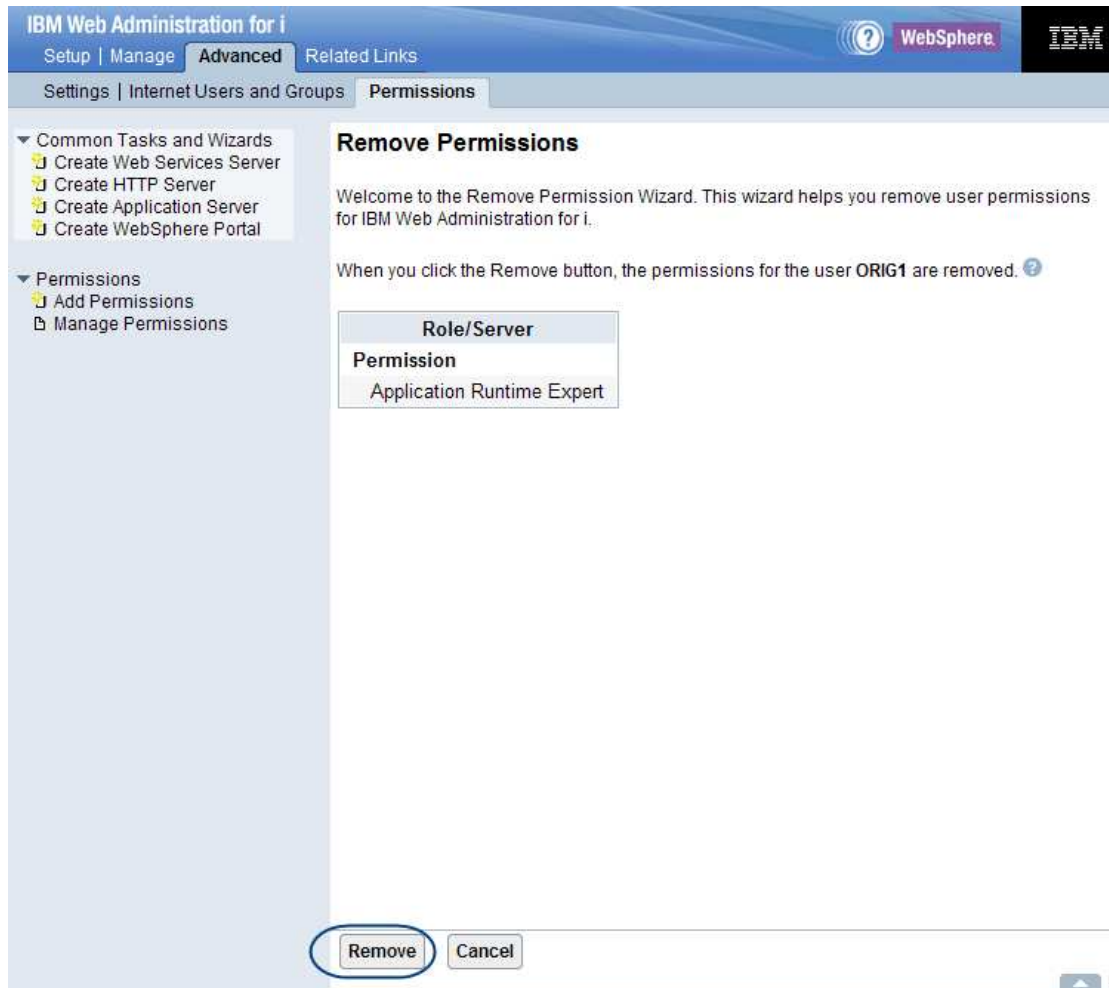 IBM Web Administration for i
Setup | Manage Advanced Related Links
WebSphere.
IBM
Settings | Internet Users and Groups Permissions
Common Tasks and Wizards
Create Web Services Server
Create HTTP Server
Create Application Server
Create WebSphere Portal
Permissions
Add Permissions
Manage Permissions
Remove Permissions
Welcome to the Remove Permission Wizard. This wizard helps you remove user permissions
for IBM Web Administration for i.
When you click the Remove button, the permissions for the user ORIG1 are removed. ?
Role/Server
Permission
Application Runtime Expert
Remove Cancel